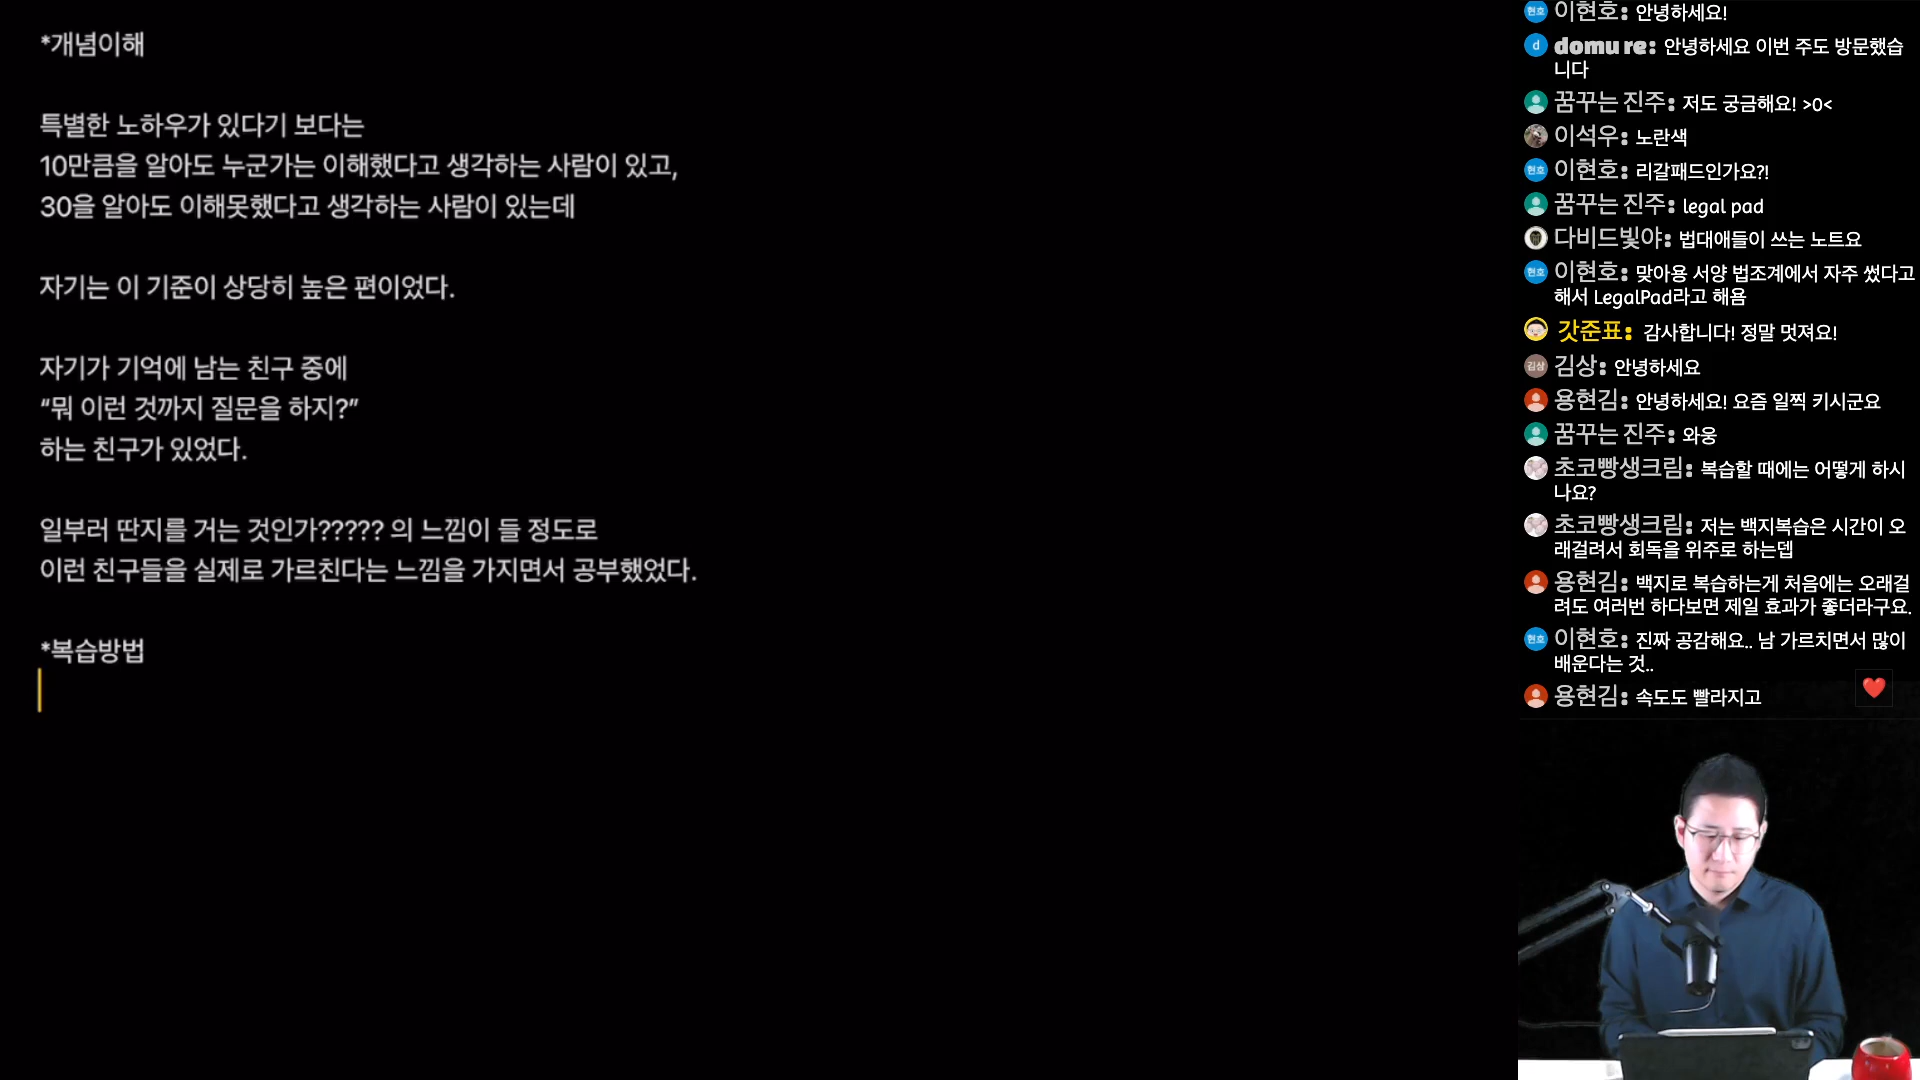 *개념이해
특별한 노하우가 있다기 보다는
10만큼을 알아도 누군가는 이해했다고 생각하는 사람이 있고,
30을 알아도 이해못했다고 생각하는 사람이 있는데
자기는 이 기준이 상당히 높은 편이었다.
자기가 기억에 남는 친구 중에
“뭐 이런 것까지 질문을 하지?”
하는 친구가 있었다.
일부러 딴지를 거는 것인가????? 의 느낌이 들 정도로
이런 친구들을 실제로 가르친다는 느낌을 가지면서 공부했었다.
*복습방법
현호 이현호: 안녕하세요!
d domu re: 안녕하세요 이번 주도 방문했습
니다
꿈꾸는 진주: 저도 궁금해요! >0<
이석우: 노란색
현호 이현호: 리갈패드인가요?!
꿈꾸는 진주: legal pad
다비드빛야: 법대애들이 쓰는 노트요
현호 이현호: 맞아용 서양 법조계에서 자주 썼다고
해서 LegalPad라고 해욤
갓준표: 감사합니다! 정말 멋져요!
김상 김상: 안녕하세요
용현김: 안녕하세요! 요즘 일찍 키시군요
꿈꾸는 진주: 와웅
초코빵생크림: 복습할 때에는 어떻게 하시
나요?
초코빵생크림: 저는 백지복습은 시간이 오
래걸려서 회독을 위주로 하는뎁
용현김: 백지로 복습하는게 처음에는 오래걸
려도 여러번 하다보면 제일 효과가 좋더라구요.
현호 이현호: 진짜 공감해요.. 남 가르치면서 많이
배운다는 것..
용현김: 속도도 빨라지고